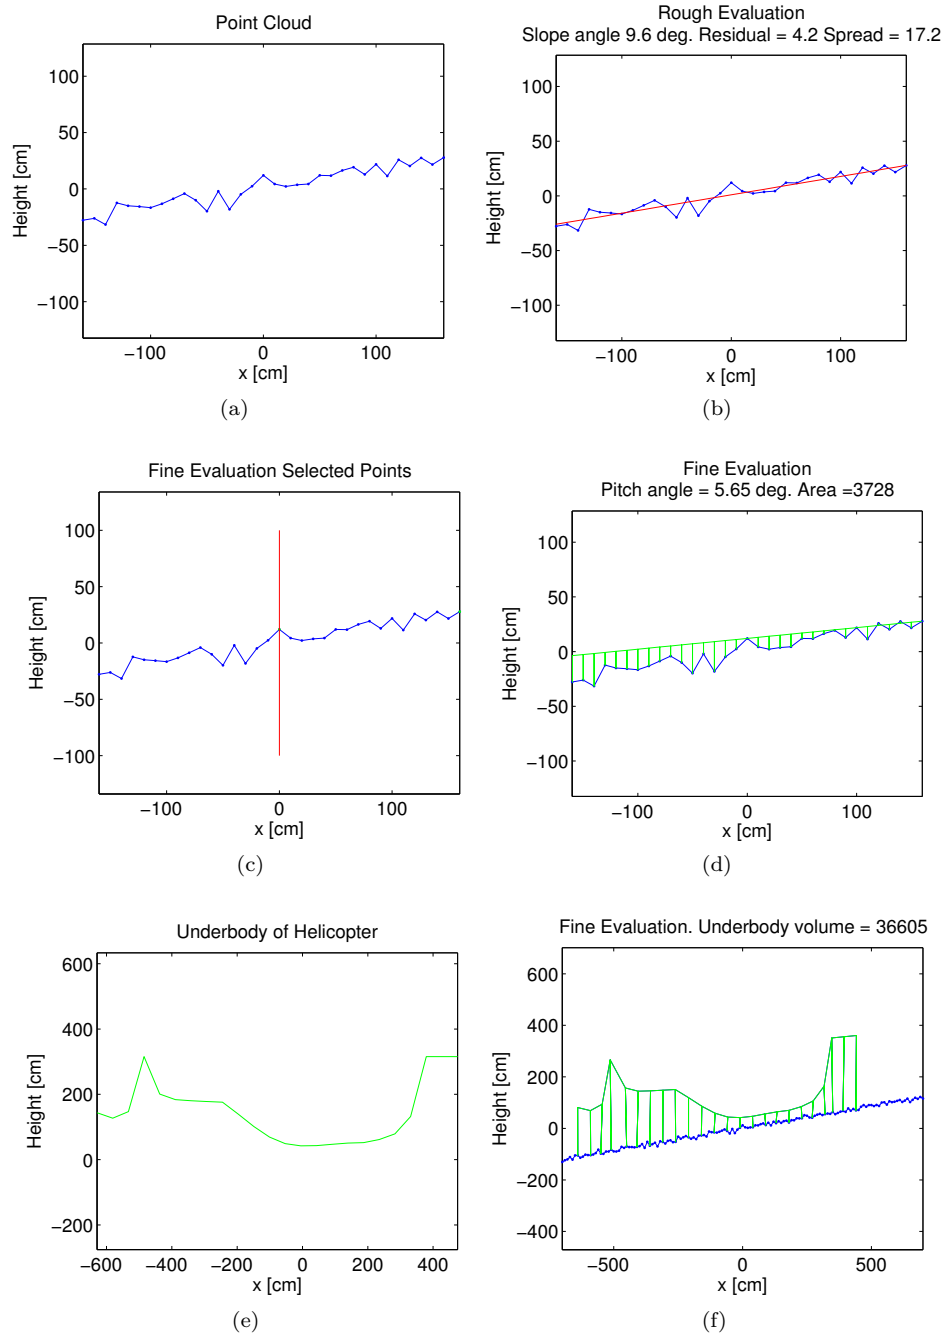 Point Cloud
100
50
0
−50
−100
Height [cm]
−100 0 100
x [cm]
(a)
Rough Evaluation
Slope angle 9.6 deg. Residual = 4.2 Spread = 17.2
100
50
0
−50
−100
Height [cm]
−100 0 100
x [cm]
(b)
Fine Evaluation Selected Points
100
50
0
−50
−100
Height [cm]
−100 0 100
x [cm]
(c)
Fine Evaluation
Pitch angle = 5.65 deg. Area =3728
100
50
0
−50
−100
Height [cm]
−100 0 100
x [cm]
(d)
Underbody of Helicopter
600
400
200
0
−200
Height [cm]
−600 −400 −200 0 200 400
x [cm]
(e)
Fine Evaluation. Underbody volume = 36605
600
400
200
0
−200
−400
Height [cm]
−500 0 500
x [cm]
(f)